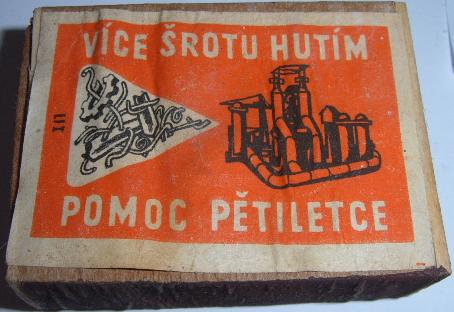 VÍCE ŠROTU HUTÍM
POMOC PĚTILETCE